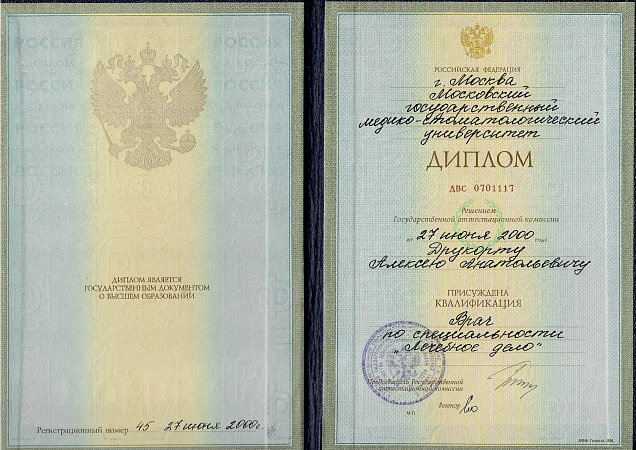 ДИПЛОМ ЯВЛЯЕТСЯ
ГОСУДАРСТВЕННЫМ ДОКУМЕНТОМ
О ВЫСШЕМ ОБРАЗОВАНИИ
Регистрационный номер 45 27 июня 2000 г.
РОССИЙСКАЯ ФЕДЕРАЦИЯ
г. Москва
Московский
государственный
медико-стоматологический
университет
ДИПЛОМ
ДВС 0701117
Решением
Государственной аттестационной комиссии
от 27 июня 2000 года
Друкорту
Алексею Анатольевичу
ПРИСУЖДЕНА
КВАЛИФИКАЦИЯ
Врач
по специальности
„Лечебное дело"
Председатель Государственной
аттестационной комиссии
Ректор
М.П.